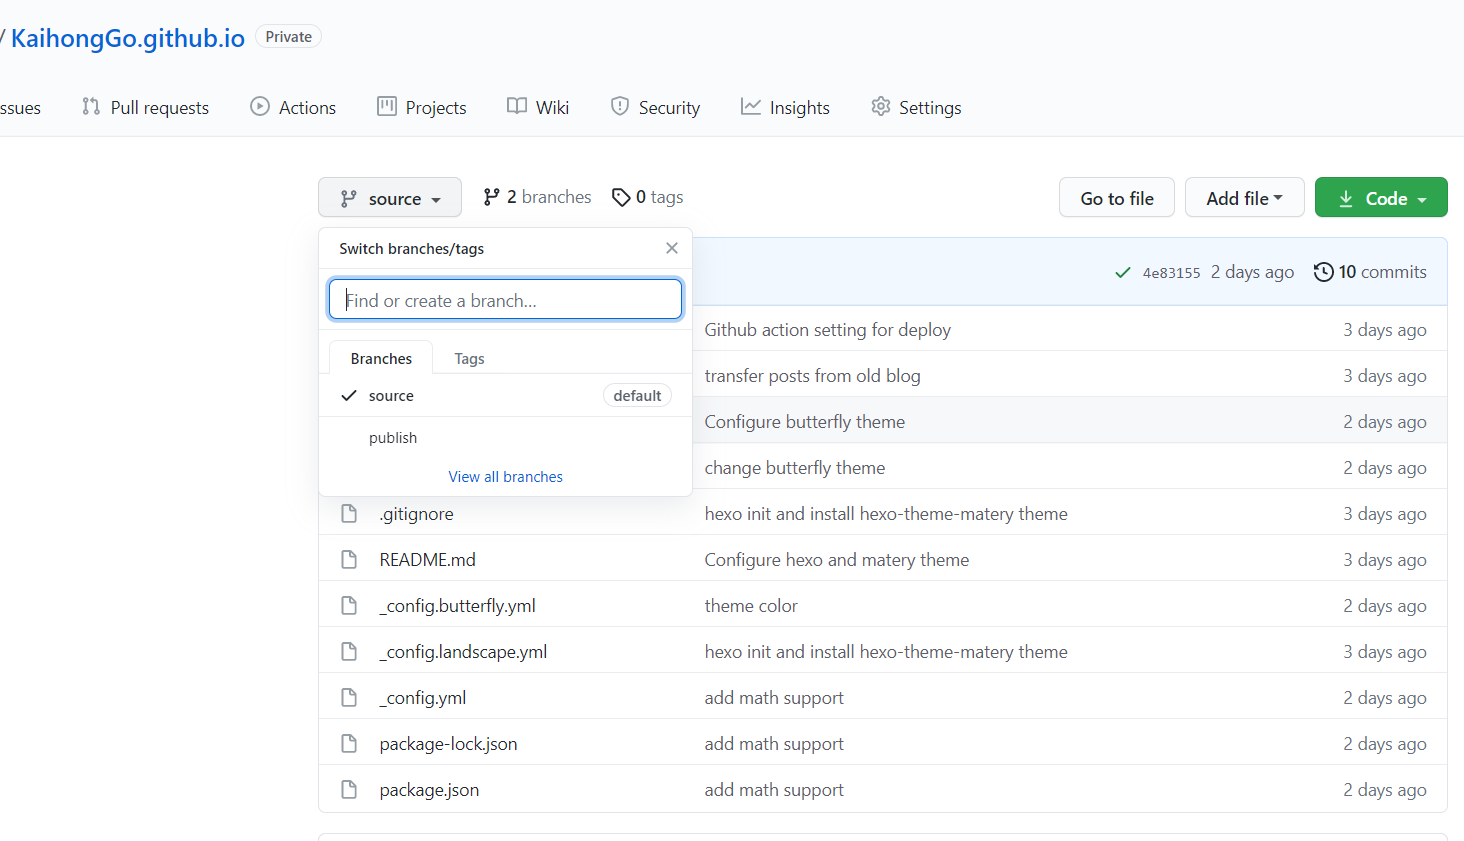 / KaihongGo.github.io Private
ssues Pull requests Actions Projects Wiki Security Insights Settings
source 2 branches 0 tags Go to file Add file Code
Switch branches/tags
4e83155 2 days ago 10 commits
Find or create a branch...
Github action setting for deploy 3 days ago
Branches Tags
transfer posts from old blog 3 days ago
source default
Configure butterfly theme 2 days ago
publish
change butterfly theme 2 days ago
View all branches
.gitignore hexo init and install hexo-theme-matery theme 3 days ago
README.md Configure hexo and matery theme 3 days ago
_config.butterfly.yml theme color 2 days ago
_config.landscape.yml hexo init and install hexo-theme-matery theme 3 days ago
_config.yml add math support 2 days ago
package-lock.json add math support 2 days ago
package.json add math support 2 days ago